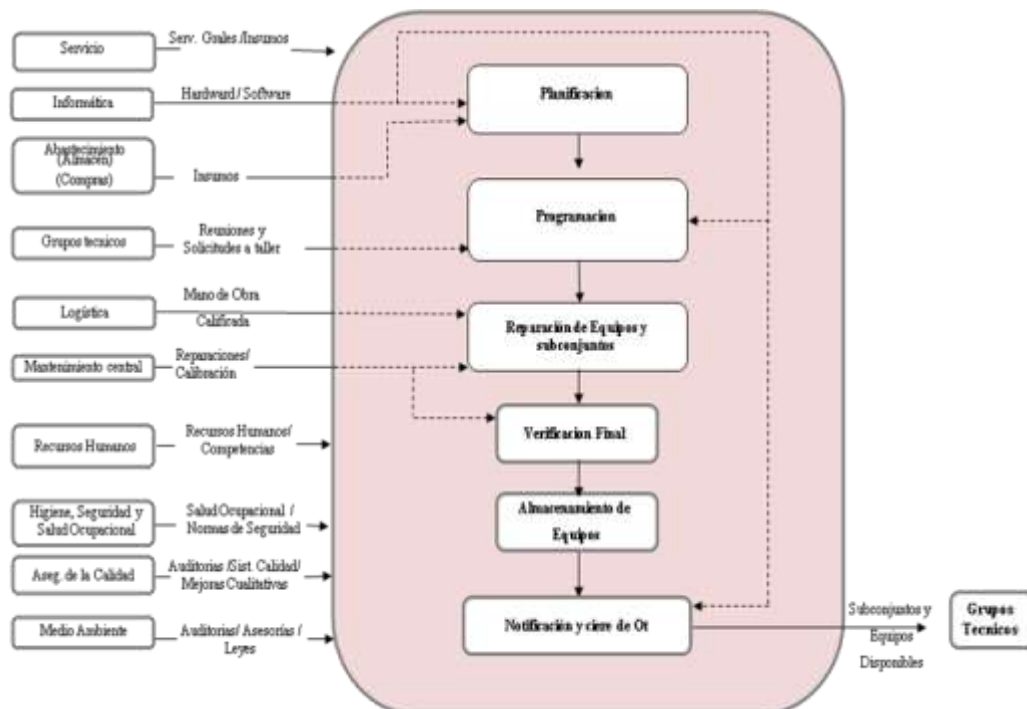 Servicio
Serv. Grales /Insumos
Informática
Hardward / Software
Abastecimiento
(Almacén)
(Compras)
Insumos
Grupos tecnicos
Reuniones y
Solicitudes a taller
Logística
Mano de Obra
Calificada
Mantenimiento central
Reparaciones/
Calibración
Recursos Humanos
Recursos Humanos/
Competencias
Higiene, Seguridad y
Salud Ocupacional
Salud Ocupacional /
Normas de Seguridad
Aseg. de la Calidad
Auditorias /Sist. Calidad/
Mejoras Cualitativas
Medio Ambiente
Auditorias/ Asesorías /
Leyes
Planificacion
Programacion
Reparación de Equipos y
subconjuntos
Verificacion Final
Almacenamiento de
Equipos
Notificación y cierre de Ot
Subconjuntos y
Equipos
Disponibles
Grupos
Tecnicos